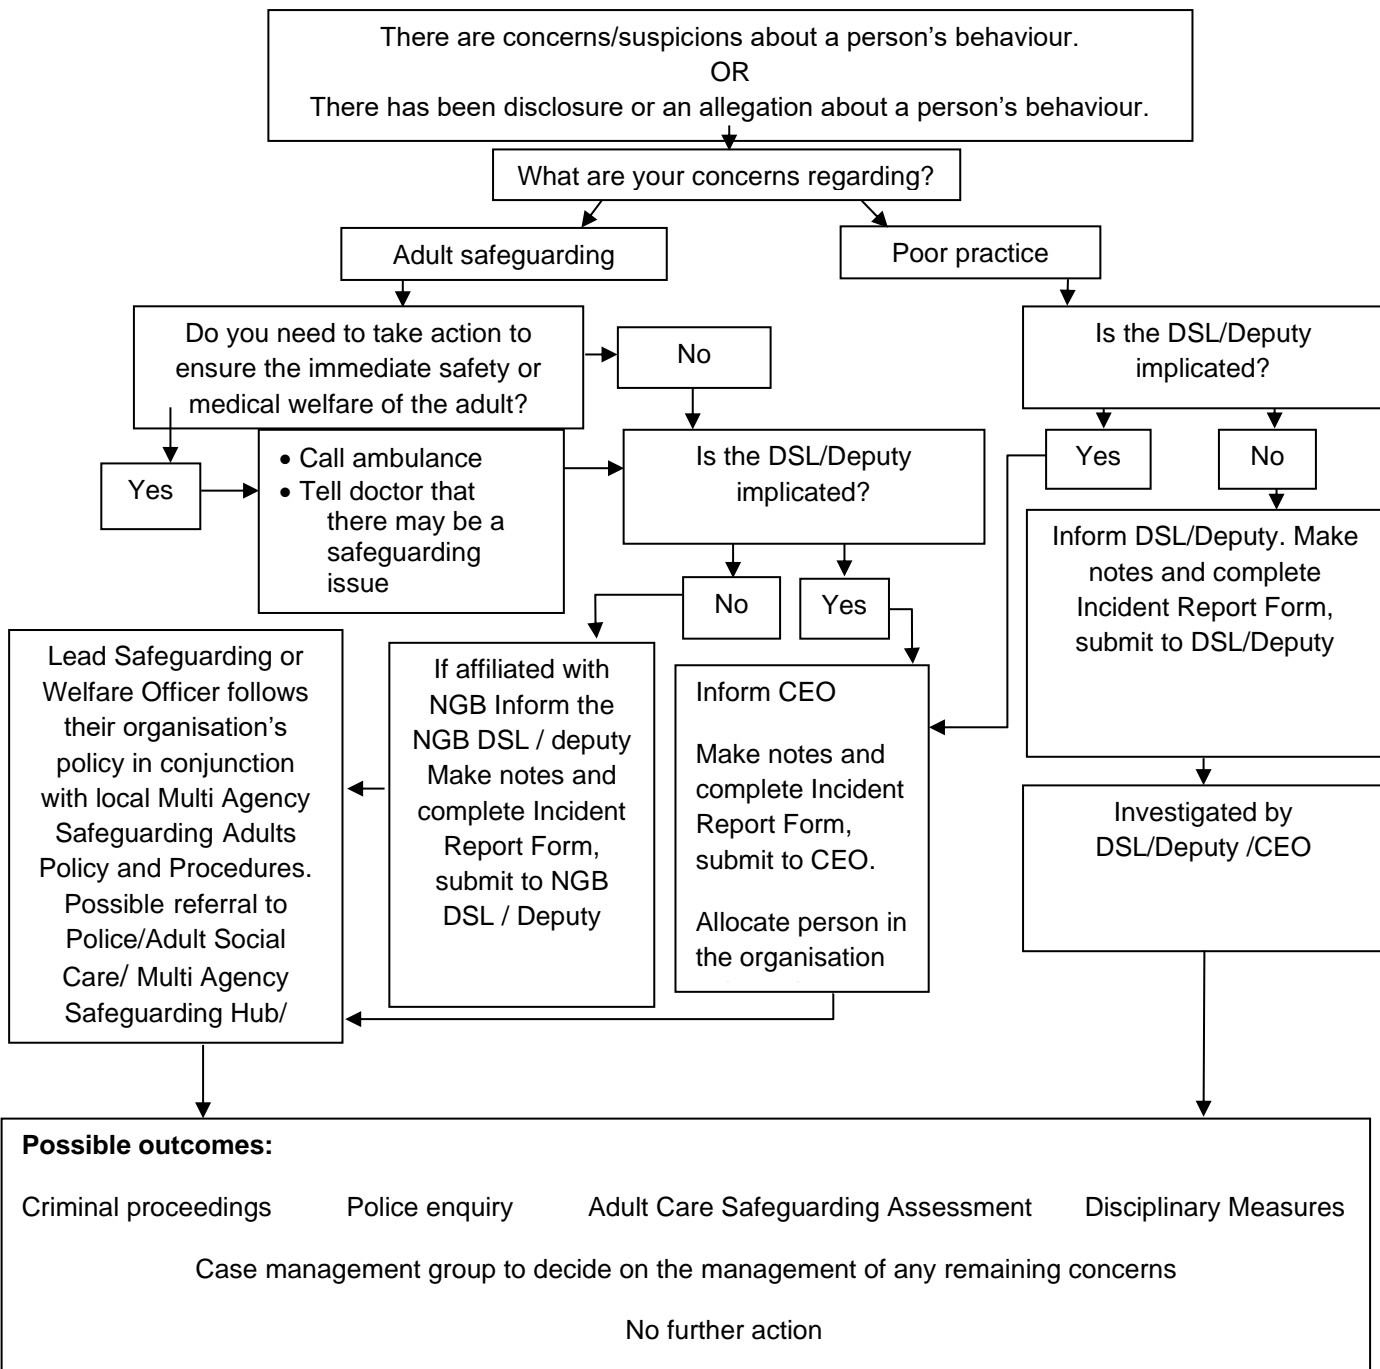 There are concerns/suspicions about a person’s behaviour.
OR
There has been disclosure or an allegation about a person’s behaviour.
What are your concerns regarding?
Adult safeguarding
Poor practice
Do you need to take action to
ensure the immediate safety or
medical welfare of the adult?
No
Is the DSL/Deputy
implicated?
Yes
• Call ambulance
• Tell doctor that
there may be a
safeguarding
issue
Is the DSL/Deputy
implicated?
Yes
No
No
Yes
Inform DSL/Deputy. Make
notes and complete
Incident Report Form,
submit to DSL/Deputy
Lead Safeguarding or
Welfare Officer follows
their organisation’s
policy in conjunction
with local Multi Agency
Safeguarding Adults
Policy and Procedures.
Possible referral to
Police/Adult Social
Care/ Multi Agency
Safeguarding Hub/
If affiliated with
NGB Inform the
NGB DSL / deputy
Make notes and
complete Incident
Report Form,
submit to NGB
DSL / Deputy
Inform CEO
Make notes and
complete Incident
Report Form,
submit to CEO.
Allocate person in
the organisation
Investigated by
DSL/Deputy /CEO
Possible outcomes:
Criminal proceedings Police enquiry Adult Care Safeguarding Assessment Disciplinary Measures
Case management group to decide on the management of any remaining concerns
No further action